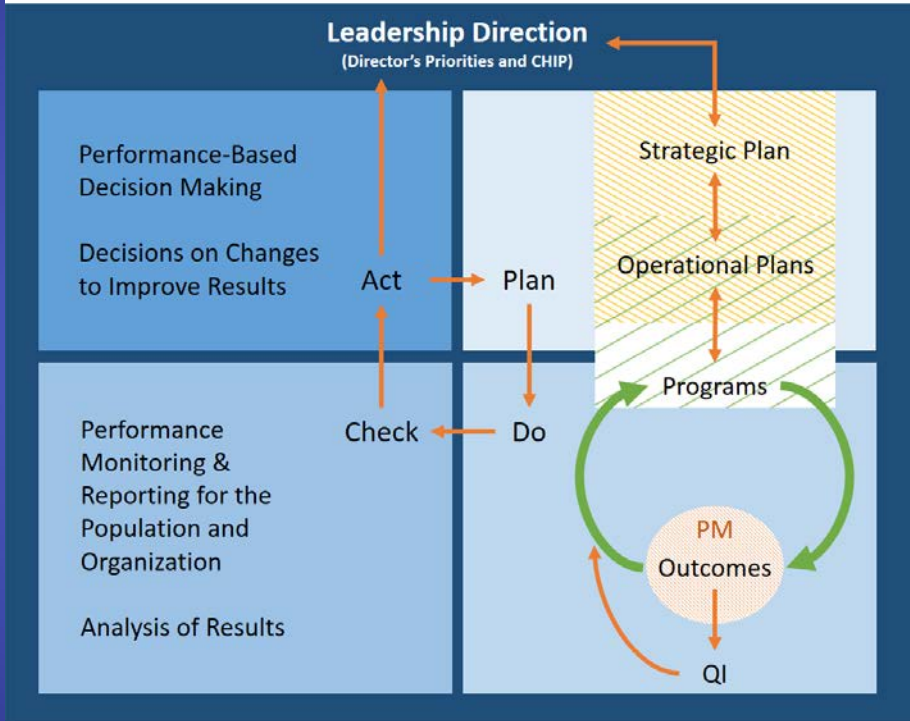 Leadership Direction
(Director's Priorities and CHIP)
Performance-Based
Decision Making
Decisions on Changes
to Improve Results
Act
Plan
Strategic Plan
Operational Plans
Programs
Performance
Monitoring &
Reporting for the
Population and
Organization
Analysis of Results
Check
Do
PM
Outcomes
QI